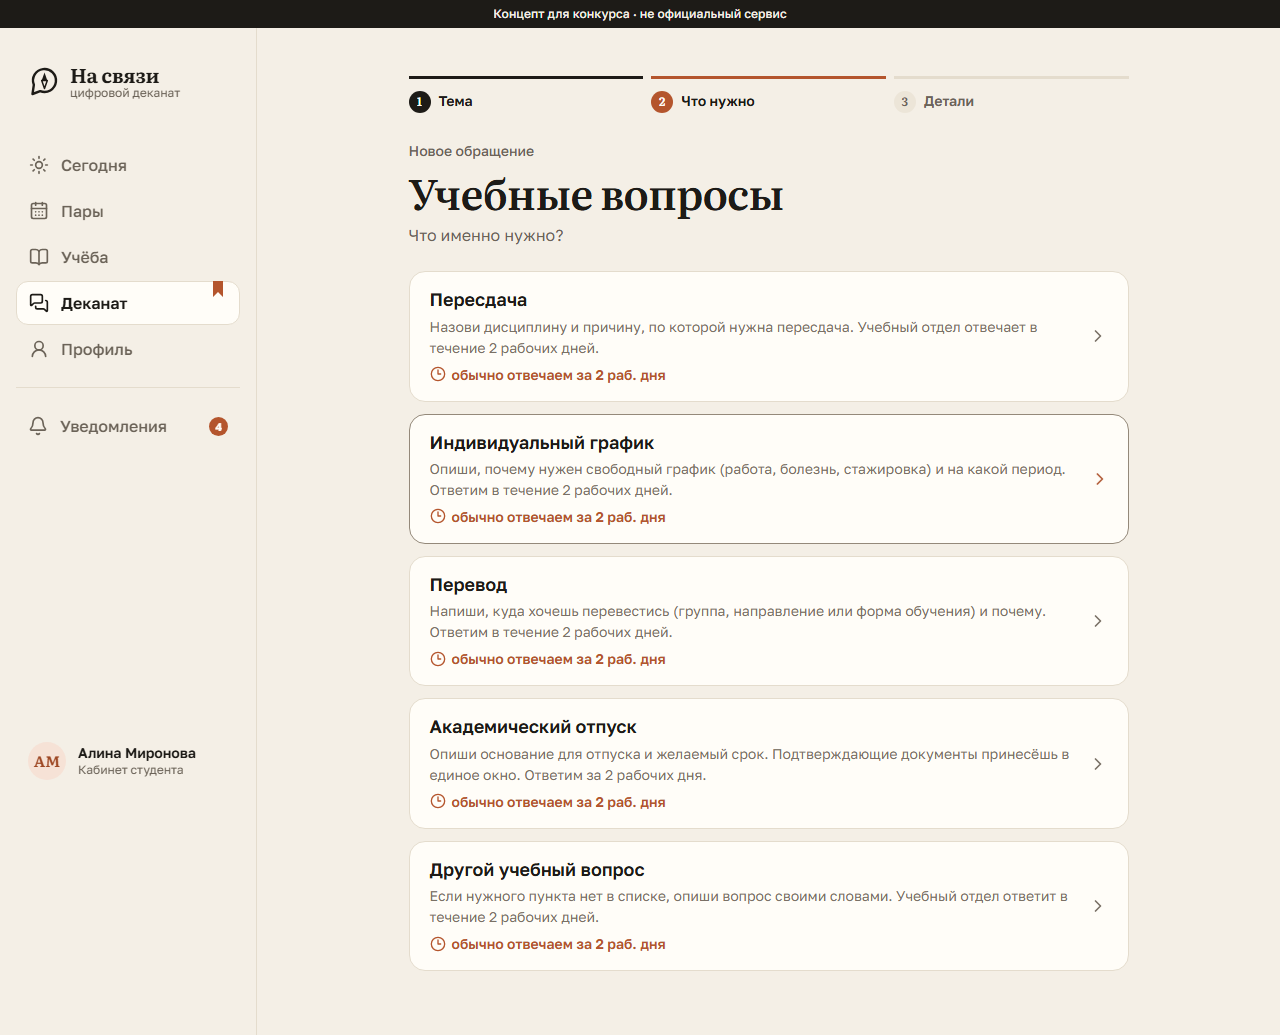 Концепт для конкурса · не официальный сервис
На связи
цифровой деканат
Сегодня
Пары
Учёба
Деканат
Профиль
Уведомления 4
АМ
Алина Миронова
Кабинет студента
1 Тема
2 Что нужно
3 Детали
Новое обращение
Учебные вопросы
Что именно нужно?
Пересдача
Назови дисциплину и причину, по которой нужна пересдача. Учебный отдел отвечает в
течение 2 рабочих дней.
обычно отвечаем за 2 раб. дня
Индивидуальный график
Опиши, почему нужен свободный график (работа, болезнь, стажировка) и на какой период.
Ответим в течение 2 рабочих дней.
обычно отвечаем за 2 раб. дня
Перевод
Напиши, куда хочешь перевестись (группа, направление или форма обучения) и почему.
Ответим в течение 2 рабочих дней.
обычно отвечаем за 2 раб. дня
Академический отпуск
Опиши основание для отпуска и желаемый срок. Подтверждающие документы принесёшь в
единое окно. Ответим за 2 рабочих дня.
обычно отвечаем за 2 раб. дня
Другой учебный вопрос
Если нужного пункта нет в списке, опиши вопрос своими словами. Учебный отдел ответит в
течение 2 рабочих дней.
обычно отвечаем за 2 раб. дня